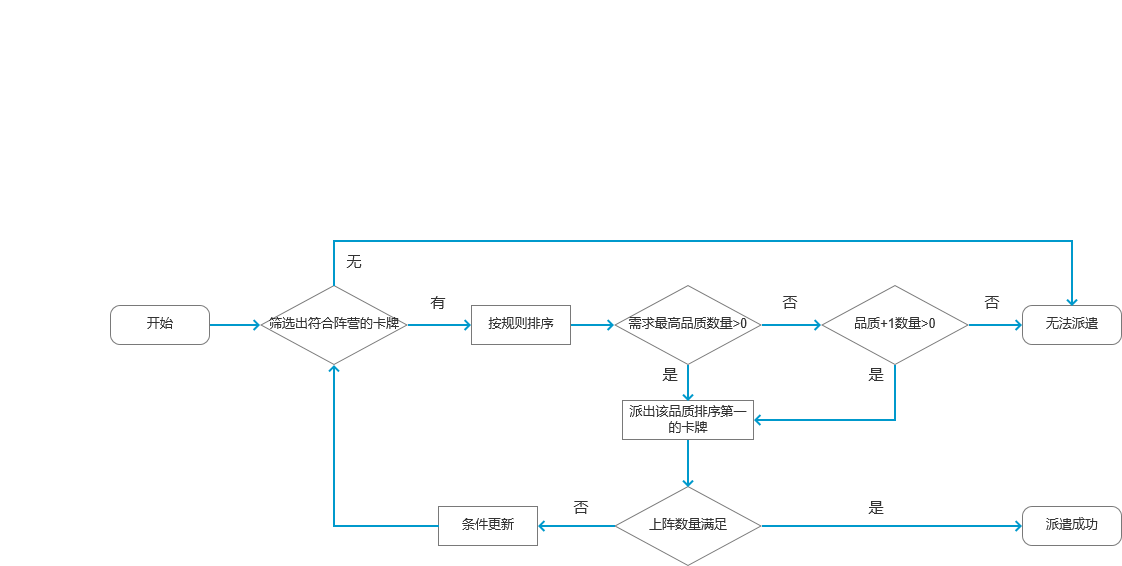 无
有
否
否
开始
筛选出符合阵营的卡牌
按规则排序
需求最高品质数量>0
品质+1数量>0
无法派遣
是
是
派出该品质排序第一
的卡牌
否
是
条件更新
上阵数量满足
派遣成功